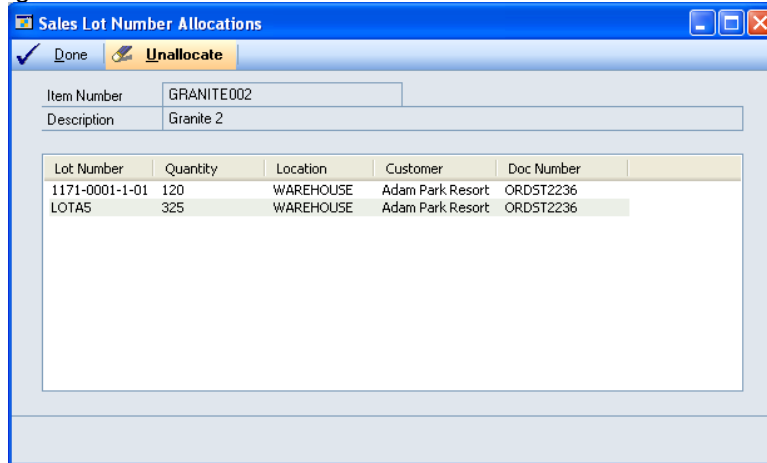 Sales Lot Number Allocations
Done Unallocate
Item Number GRANITE002
Description Granite 2
Lot Number Quantity Location Customer Doc Number
1171-0001-1-01 120 WAREHOUSE Adam Park Resort ORDST2236
LOTA5 325 WAREHOUSE Adam Park Resort ORDST2236